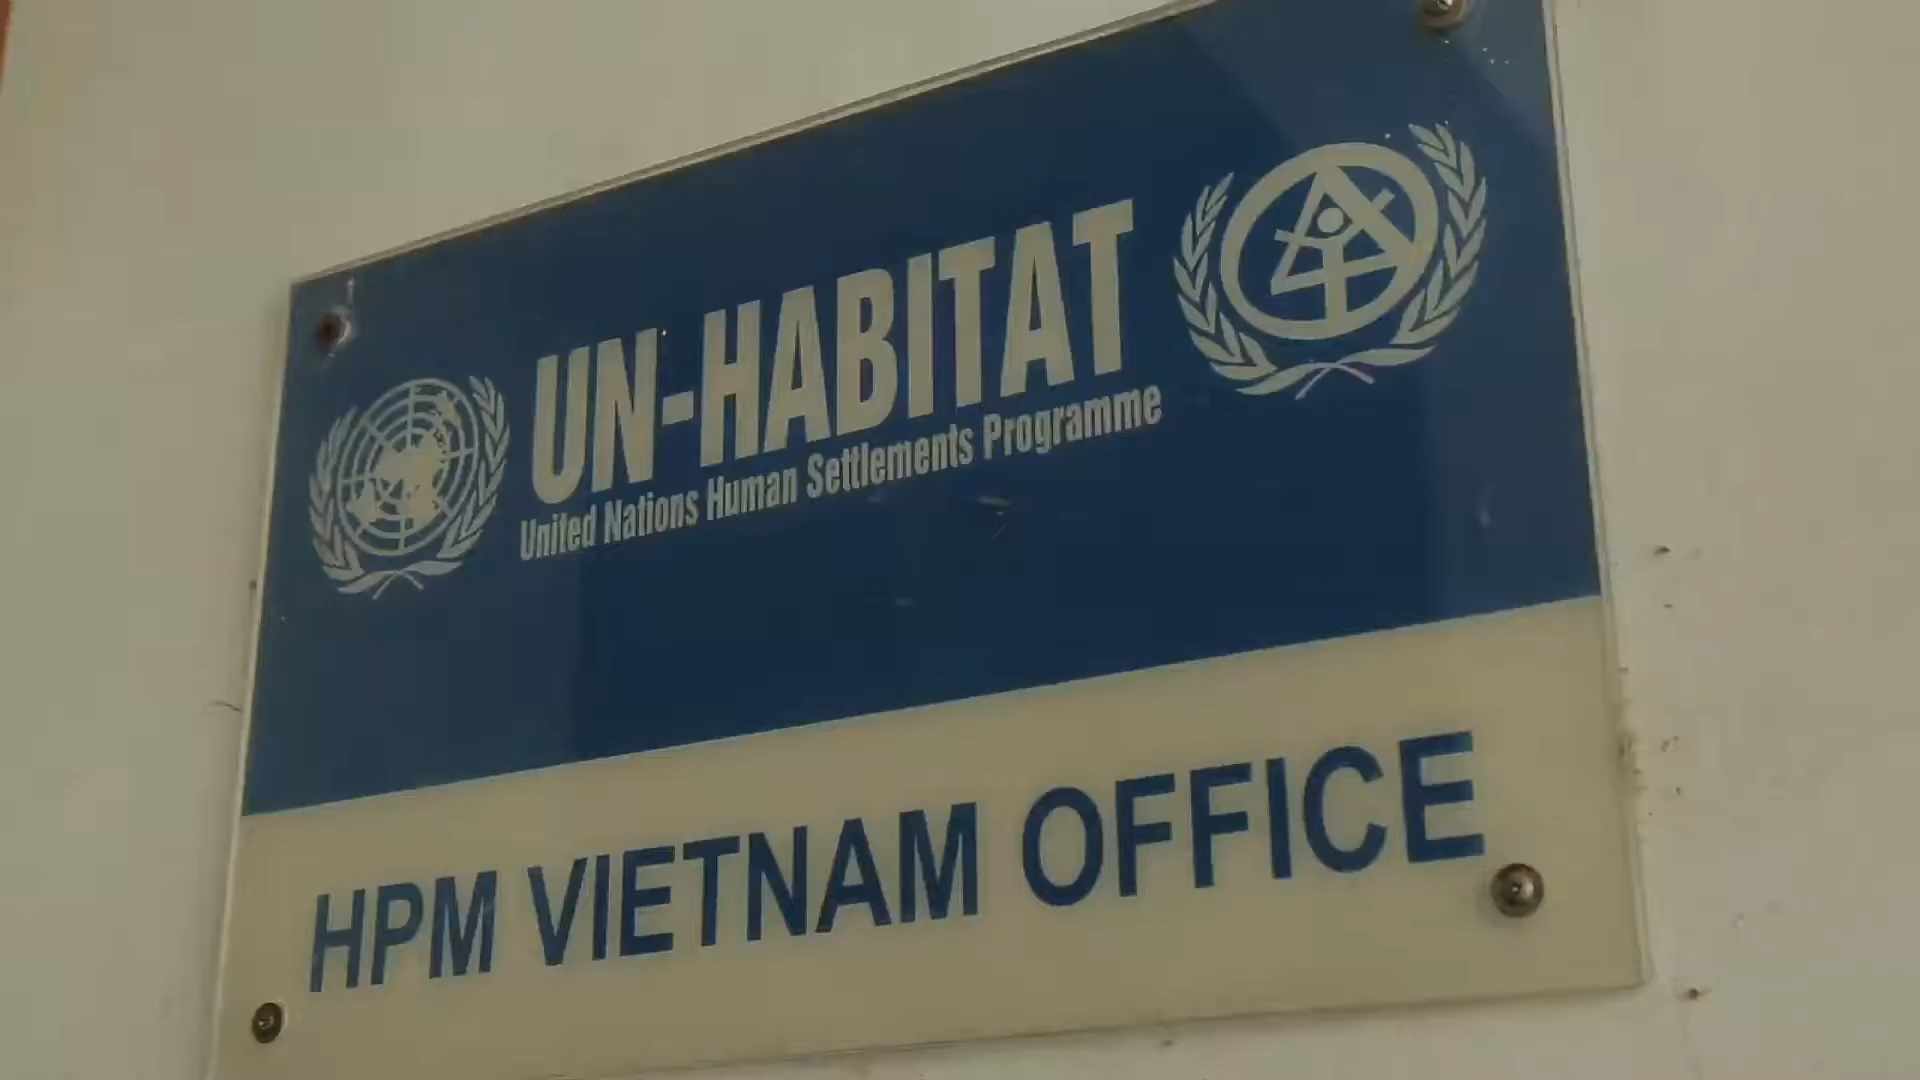 UN-HABITAT
United Nations Human Settlements Programme
HPM VIETNAM OFFICE